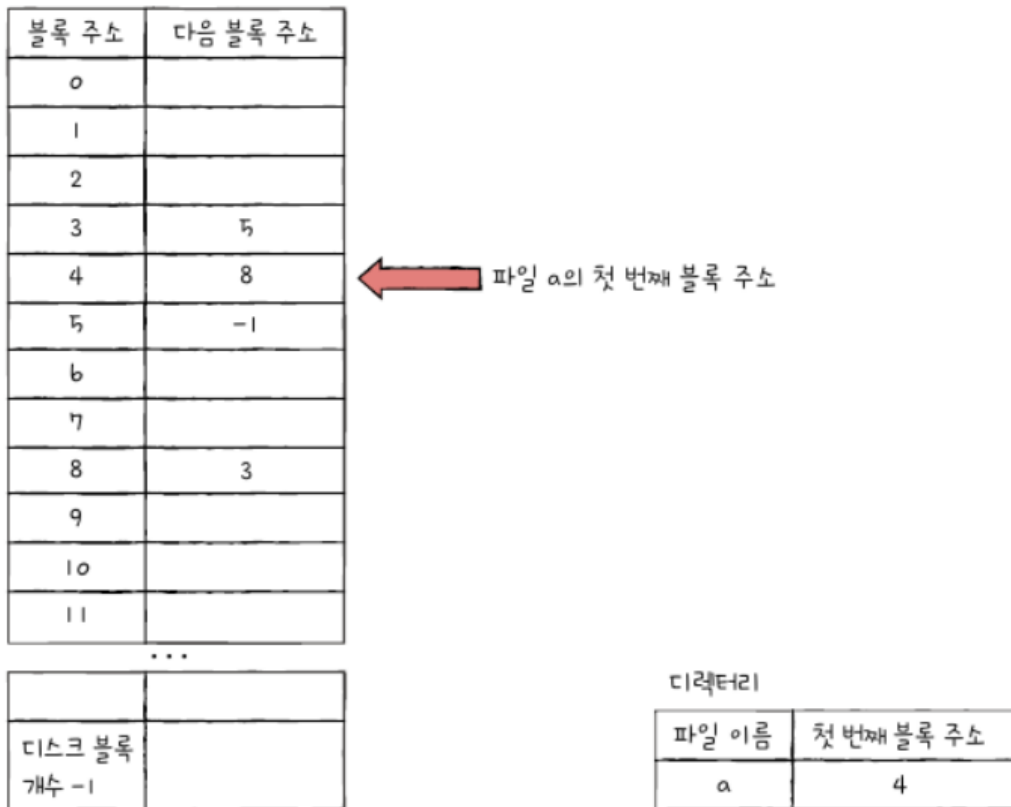 블록 주소 다음 블록 주소
0
1
2
3 5
4 8
파일 a의 첫 번째 블록 주소
5 -1
6
7
8 3
9
10
11
...
디스크 블록
개수 -1
디렉터리
파일 이름 첫 번째 블록 주소
a 4